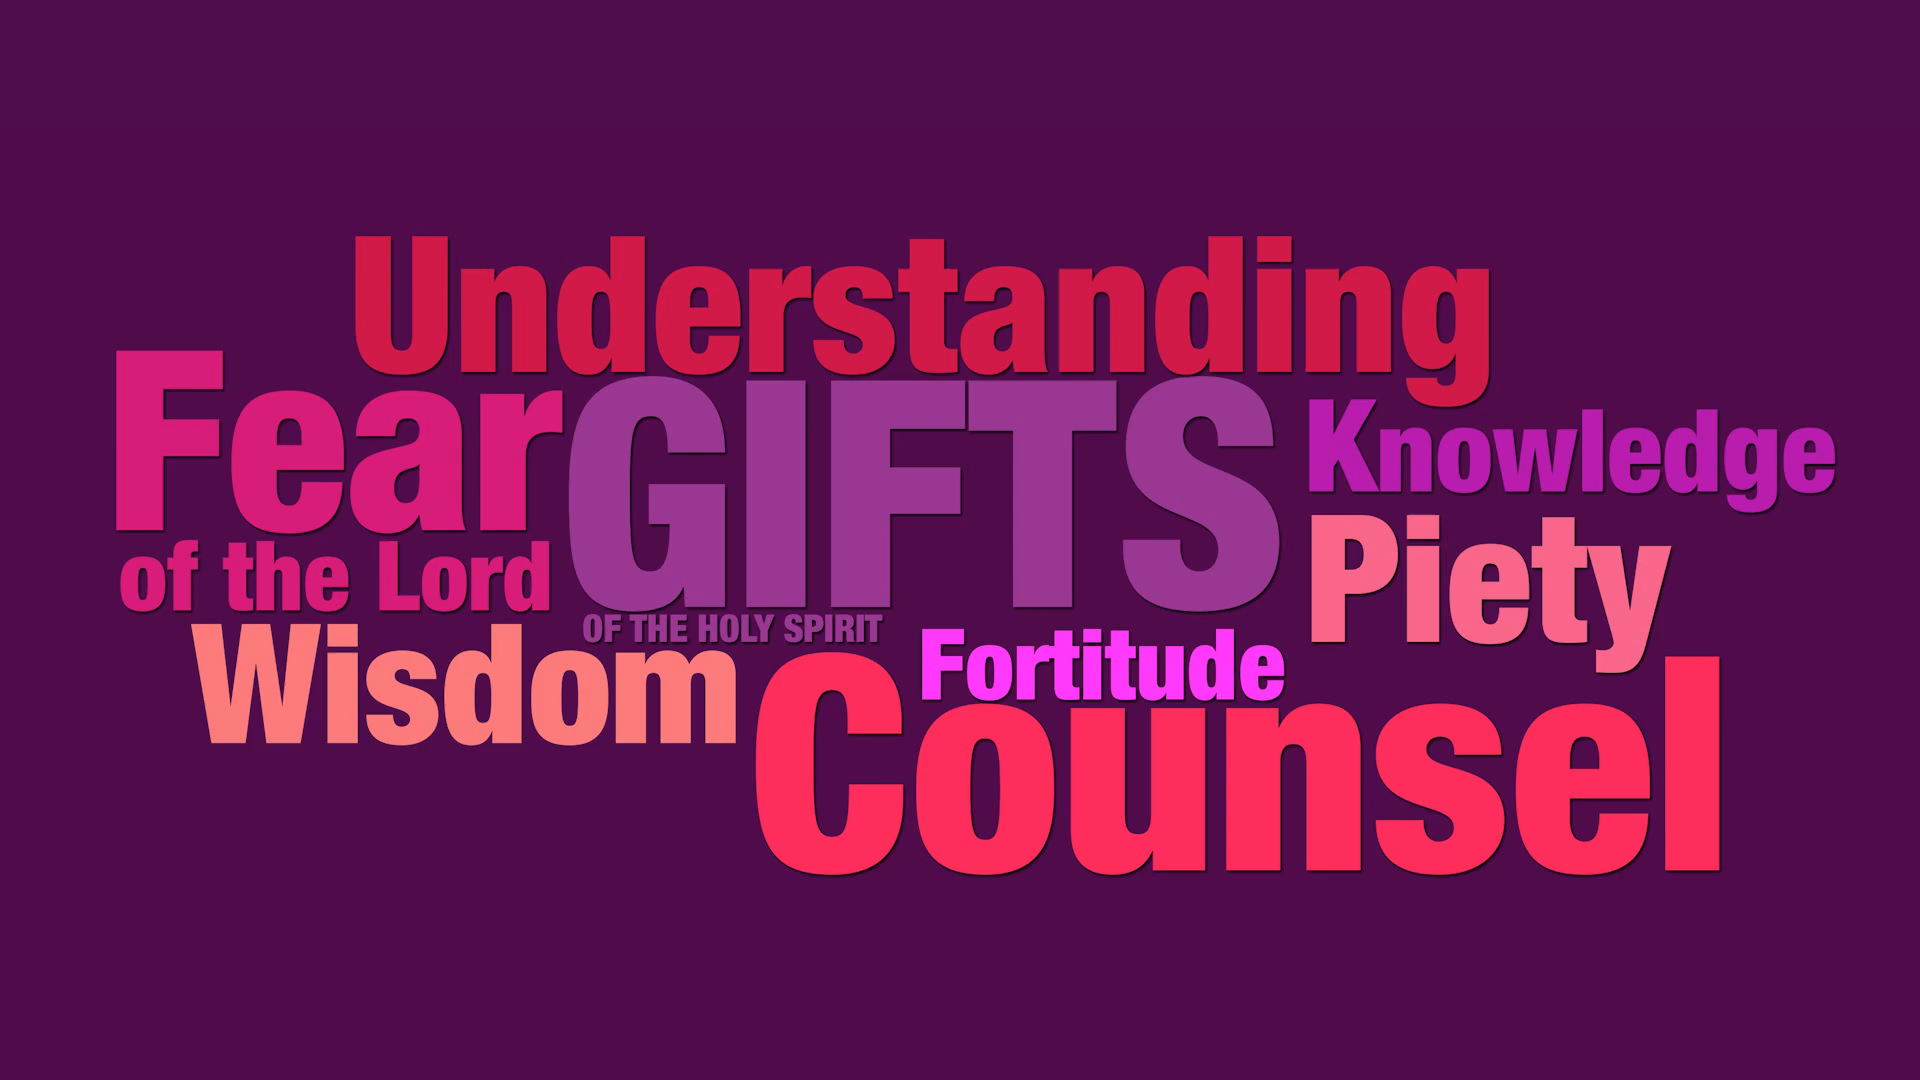 Understanding
Fear
of the Lord
GIFTS
OF THE HOLY SPIRIT
Knowledge
Piety
Wisdom
Fortitude
Counsel